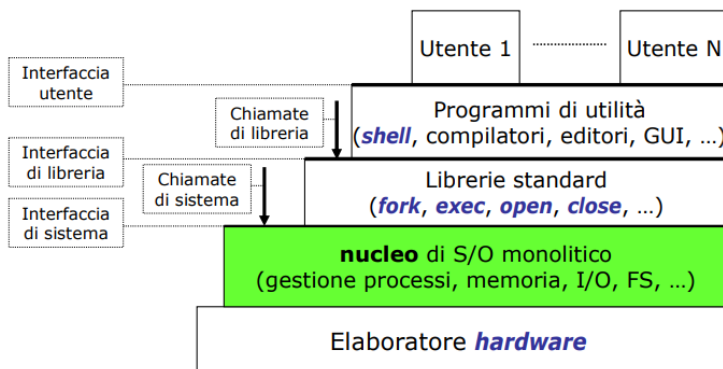 Utente 1
Utente N
Interfaccia
utente
Chiamate
di libreria
Programmi di utilità
(shell, compilatori, editori, GUI, …)
Interfaccia
di libreria
Chiamate
di sistema
Librerie standard
(fork, exec, open, close, …)
Interfaccia
di sistema
nucleo di S/O monolitico
(gestione processi, memoria, I/O, FS, …)
Elaboratore hardware